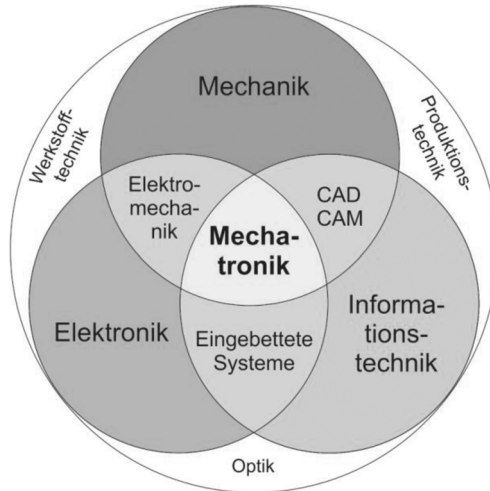 Mechanik
Werkstoff-
technik
Produktions-
technik
Elektro-
mecha-
nik
CAD
CAM
Mecha-
tronik
Elektronik
Eingebettete
Systeme
Informa-
tions-
technik
Optik